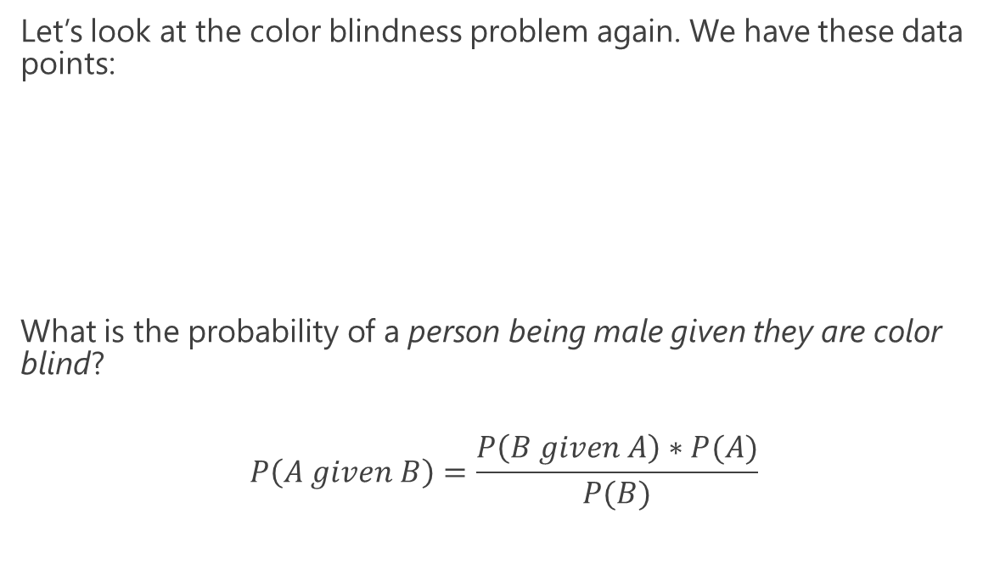 Let’s look at the color blindness problem again. We have these data
points:
What is the probability of a person being male given they are color
blind?
P(A given B) = P(B given A) ∗ P(A) / P(B)